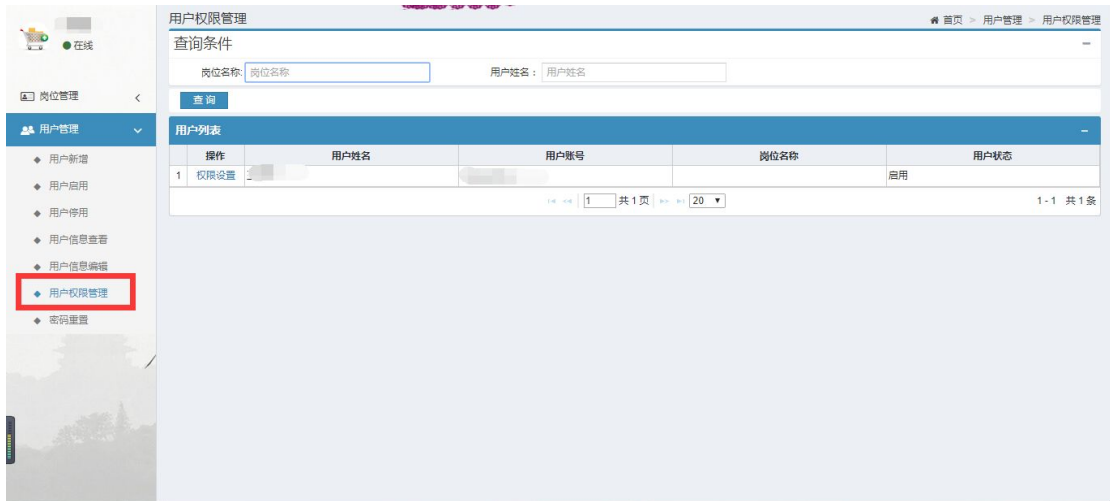 用户权限管理
首页 > 用户管理 > 用户权限管理
在线
查询条件
岗位名称: 岗位名称 用户姓名： 用户姓名
查询
岗位管理
用户管理
用户新增
用户启用
用户停用
用户信息查看
用户信息编辑
用户权限管理
密码重置
用户列表
操作 用户姓名 用户账号 岗位名称 用户状态
1 权限设置 启用
1 共 1 页 20
1 - 1 共 1 条